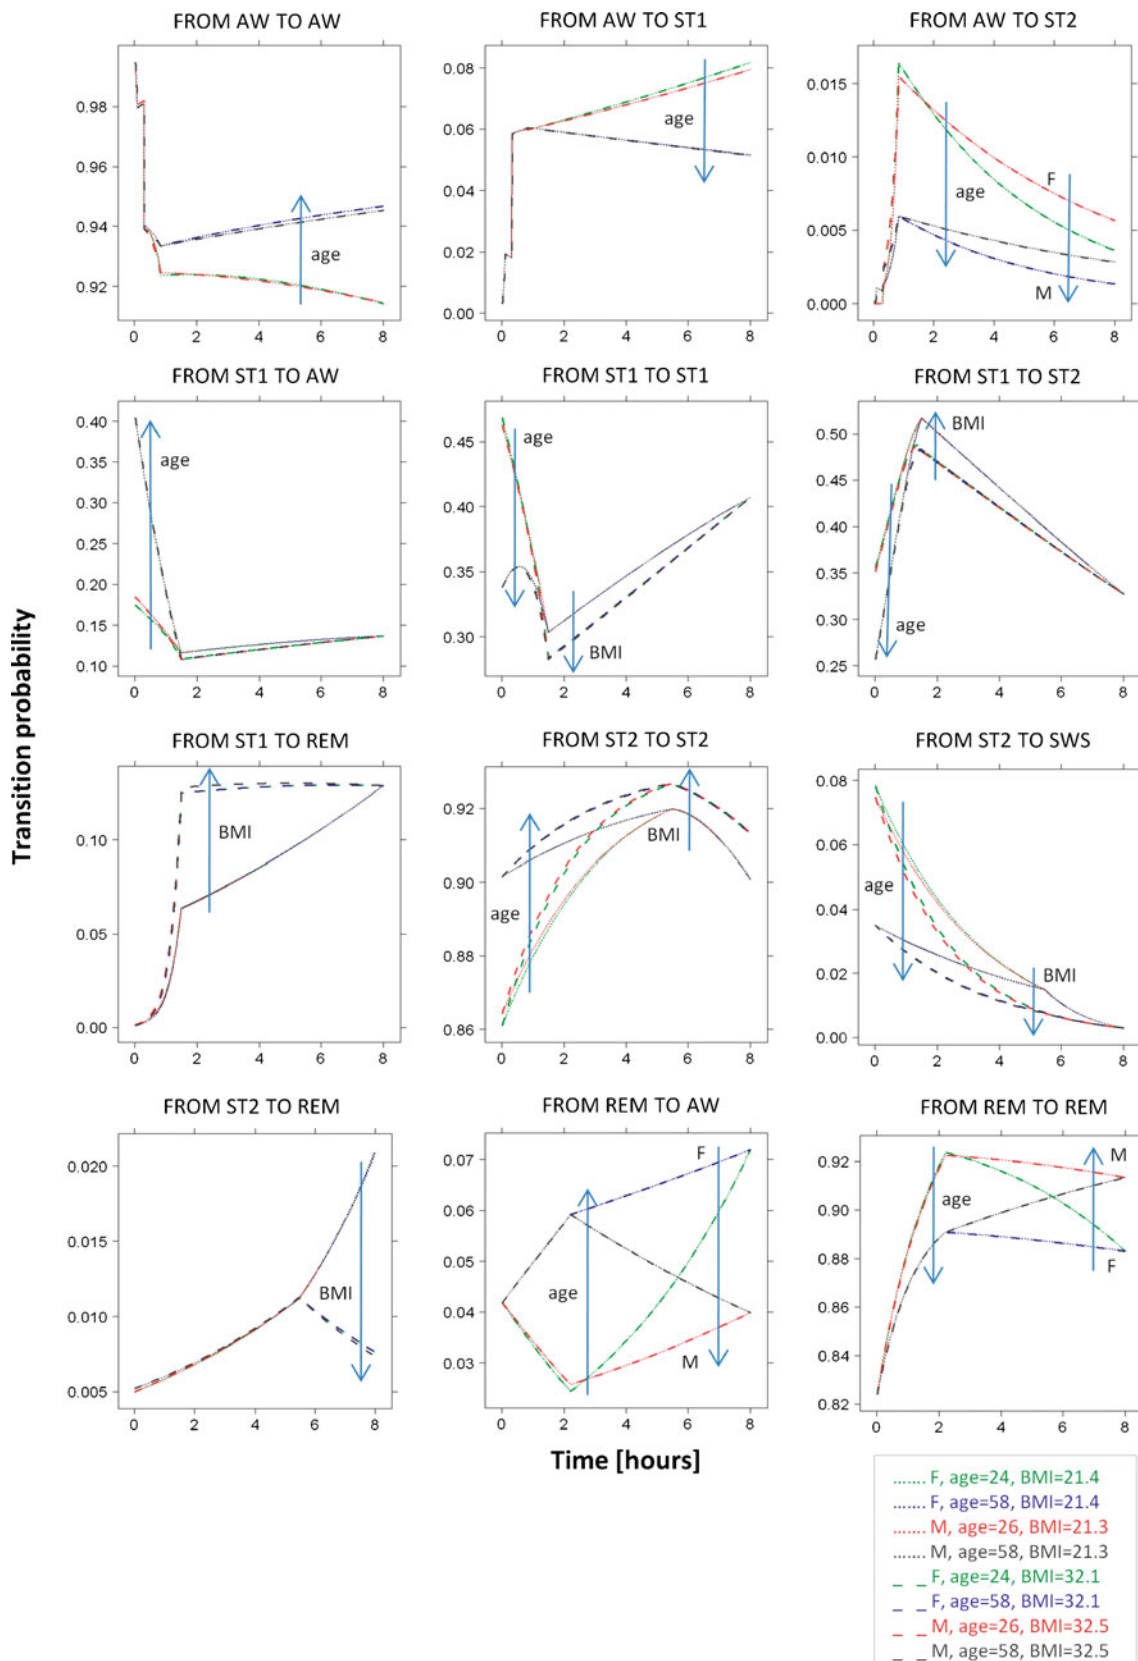 FROM AW TO AW
FROM AW TO ST1
FROM AW TO ST2
0.98
0.96
0.94
0.92
age
0 2 4 6 8
0.08
0.06
0.04
0.02
0.00
age
0 2 4 6 8
0.015
0.010
0.005
0.000
F
age
M
0 2 4 6 8
FROM ST1 TO AW
FROM ST1 TO ST1
FROM ST1 TO ST2
0.40
0.35
0.30
0.25
0.20
0.15
0.10
age
0 2 4 6 8
0.45
0.40
0.35
0.30
age
BMI
0 2 4 6 8
0.50
0.45
0.40
0.35
0.30
0.25
BMI
age
0 2 4 6 8
Transition probability
FROM ST1 TO REM
FROM ST2 TO ST2
FROM ST2 TO SWS
0.10
0.05
0.00
BMI
0 2 4 6 8
0.92
0.90
0.88
0.86
BMI
age
0 2 4 6 8
0.08
0.06
0.04
0.02
0.00
age
BMI
0 2 4 6 8
FROM ST2 TO REM
FROM REM TO AW
FROM REM TO REM
0.020
0.015
0.010
0.005
BMI
0 2 4 6 8
0.07
0.06
0.05
0.04
0.03
F
age
M
0 2 4 6 8
0.92
0.90
0.88
0.86
0.84
0.82
M
age
F
0 2 4 6 8
Time [hours]
F, age=24, BMI=21.4
F, age=58, BMI=21.4
M, age=26, BMI=21.3
M, age=58, BMI=21.3
F, age=24, BMI=32.1
F, age=58, BMI=32.1
M, age=26, BMI=32.5
M, age=58, BMI=32.5